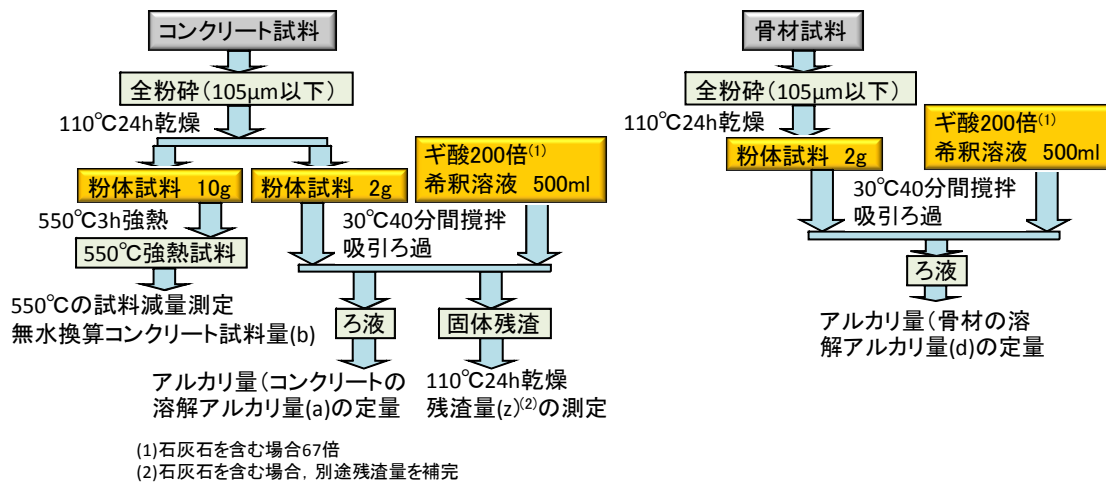 コンクリート試料
全粉砕（105μm以下）
110℃24h乾燥
粉体試料 10g
粉体試料 2g
ギ酸200倍(1)
希釈溶液 500ml
550℃3h強熱
30℃40分間撹拌
吸引ろ過
550℃強熱試料
550℃の試料減量測定
無水換算コンクリート試料量(b)
ろ液
固体残渣
アルカリ量（コンクリートの
溶解アルカリ量(a)の定量
110℃24h乾燥
残渣量(z)(2)の測定
(1)石灰石を含む場合67倍
(2)石灰石を含む場合，別途残渣量を補完
骨材試料
全粉砕（105μm以下）
110℃24h乾燥
粉体試料 2g
ギ酸200倍(1)
希釈溶液 500ml
30℃40分間撹拌
吸引ろ過
ろ液
アルカリ量（骨材の溶
解アルカリ量(d)の定量